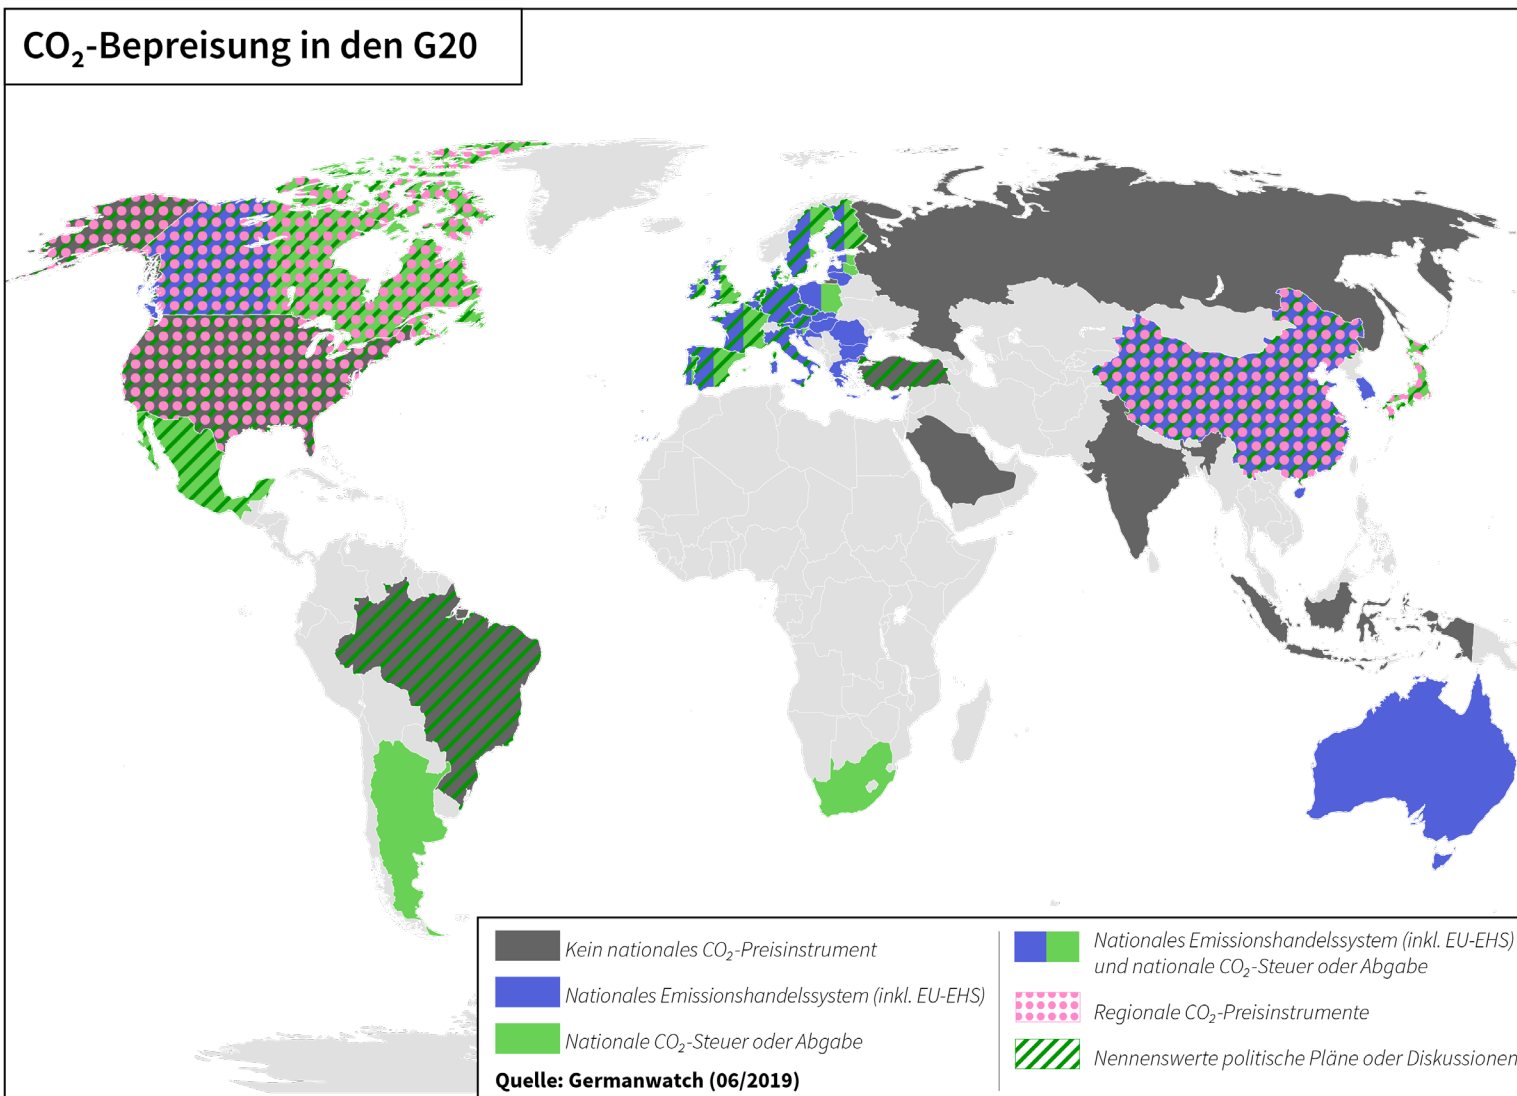 CO₂-Bepreisung in den G20
Kein nationales CO₂-Preisinstrument
Nationales Emissionshandelssystem (inkl. EU-EHS)
Nationale CO₂-Steuer oder Abgabe
Quelle: Germanwatch (06/2019)
Nationales Emissionshandelssystem (inkl. EU-EHS)
und nationale CO₂-Steuer oder Abgabe
Regionale CO₂-Preisinstrumente
Nennenswerte politische Pläne oder Diskussionen